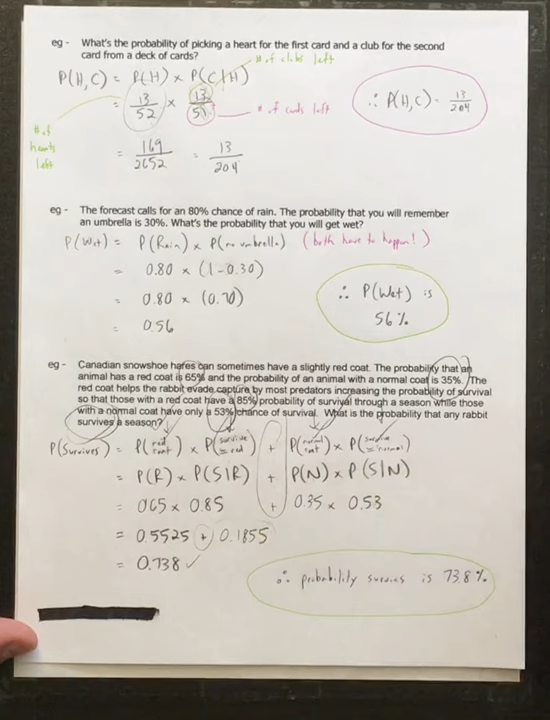 eg - What's the probability of picking a heart for the first card and a club for the second
card from a deck of cards?
# of clubs left
P(H,C) = P(H) × P(C|H)
= 13/52 × 13/51
# of cards left
# of
hearts
left
∴ P(H,C) = 13/204
= 169/2652 = 13/204
eg - The forecast calls for an 80% chance of rain. The probability that you will remember
an umbrella is 30%. What's the probability that you will get wet?
P(Wet) = P(Rain) × P(no umbrella) (both have to happen!)
= 0.80 × (1-0.30)
= 0.80 × (0.70)
= 0.56
∴ P(Wet) is
56%
eg - Canadian snowshoe hares can sometimes have a slightly red coat. The probability that an
animal has a red coat is 65% and the probability of an animal with a normal coat is 35%. The
red coat helps the rabbit evade capture by most predators increasing the probability of survival
so that those with a red coat have a 85% probability of survival through a season while those
with a normal coat have only a 53% chance of survival. What is the probability that any rabbit
survives a season?
P(Survives) = P(red coat) × P(survive red) + P(normal coat) × P(survive normal)
= P(R) × P(S|R) + P(N) × P(S|N)
= 0.65 × 0.85 + 0.35 × 0.53
= 0.5525 + 0.1855
= 0.738 ✓
∴ probability survives is 73.8%